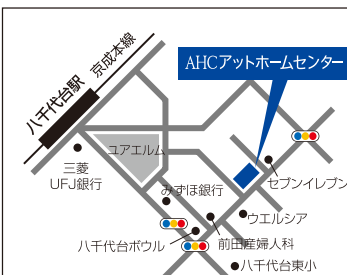 京成本線
八千代台駅
AHCアットホームセンター
ユアエルム
三菱
UFJ銀行
みずほ銀行
セブンイレブン
ウエルシア
八千代台ボウル
前田産婦人科
八千代台東小